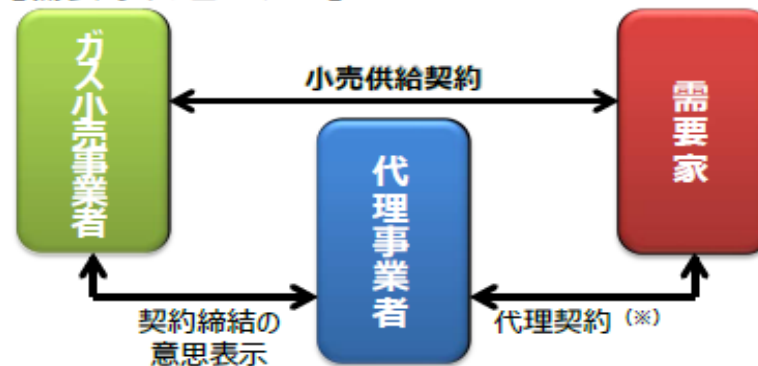 小売供給契約
ガス小売事業者
代理事業者
需要家
契約締結の
意思表示
代理契約（※）